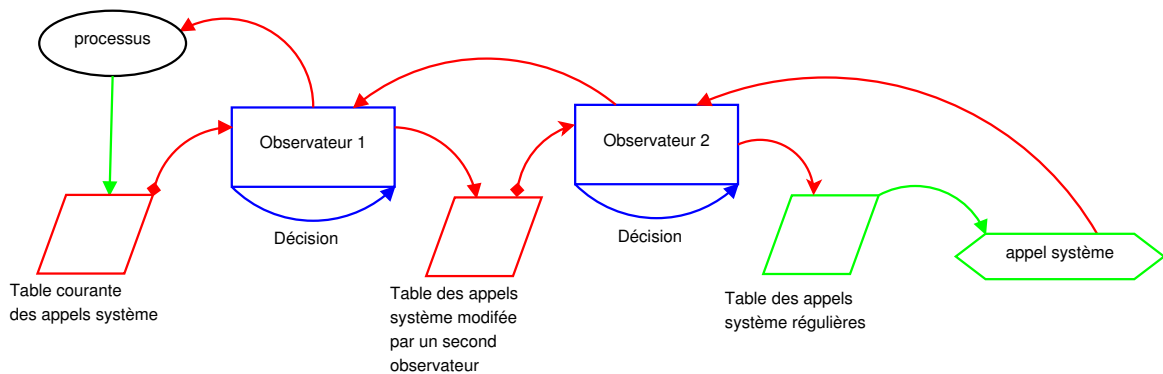 processus
Observateur 1
Observateur 2
Décision
Décision
appel système
Table courante
des appels système
Table des appels
système modifée
par un second
observateur
Table des appels
système régulières